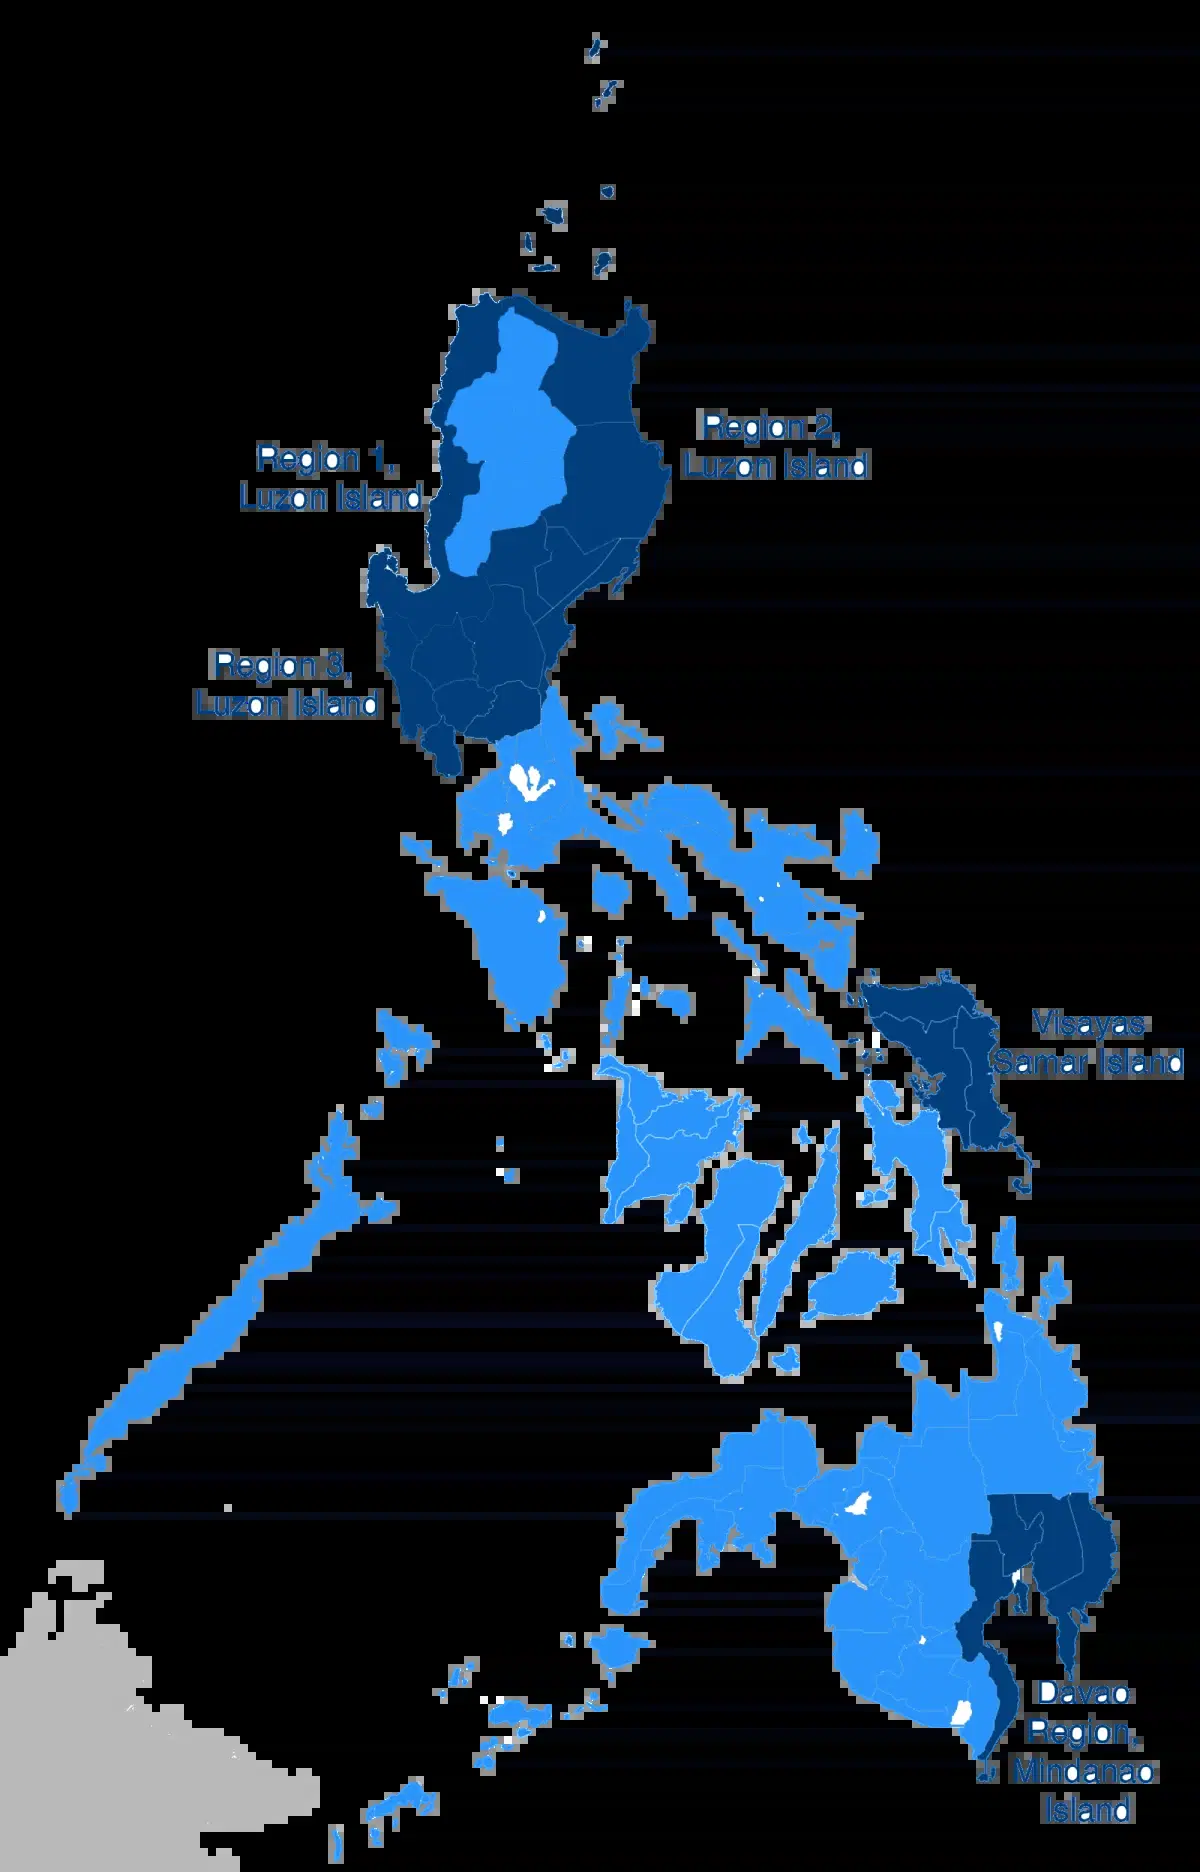 Region 2,
Luzon Island
Region 1,
Luzon Island
Region 3,
Luzon Island
Visayas
Samar Island
Davao
Region,
Mindanao
Island